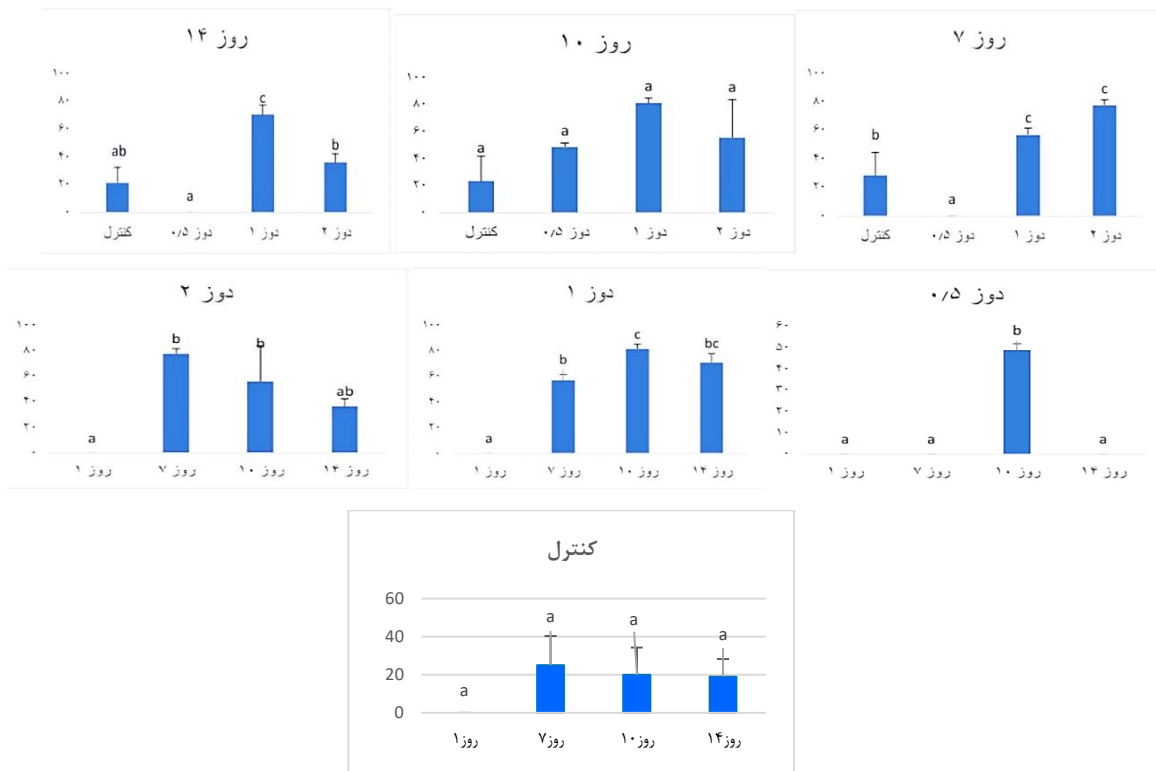 روز ۷
۱۰۰
۸۰
۶۰
۴۰
۲۰
۰
b
a
c
c
کنترل
دوز ۰٫۵
دوز ۱
دوز ۲
روز ۱۰
۱۰۰
۸۰
۶۰
۴۰
۲۰
۰
a
a
a
a
کنترل
دوز ۰٫۵
دوز ۱
دوز ۲
روز ۱۴
۱۰۰
۸۰
۶۰
۴۰
۲۰
۰
ab
a
c
b
کنترل
دوز ۰٫۵
دوز ۱
دوز ۲
دوز ۰٫۵
۶۰
۵۰
۴۰
۳۰
۲۰
۱۰
۰
a
a
b
a
روز ۱
روز ۷
روز ۱۰
روز ۱۴
دوز ۱
۱۰۰
۸۰
۶۰
۴۰
۲۰
۰
a
b
c
bc
روز ۱
روز ۷
روز ۱۰
روز ۱۴
دوز ۲
۱۰۰
۸۰
۶۰
۴۰
۲۰
۰
a
b
b
ab
روز ۱
روز ۷
روز ۱۰
روز ۱۴
کنترل
60
40
20
0
a
a
a
a
روز۱
روز۷
روز۱۰
روز۱۴